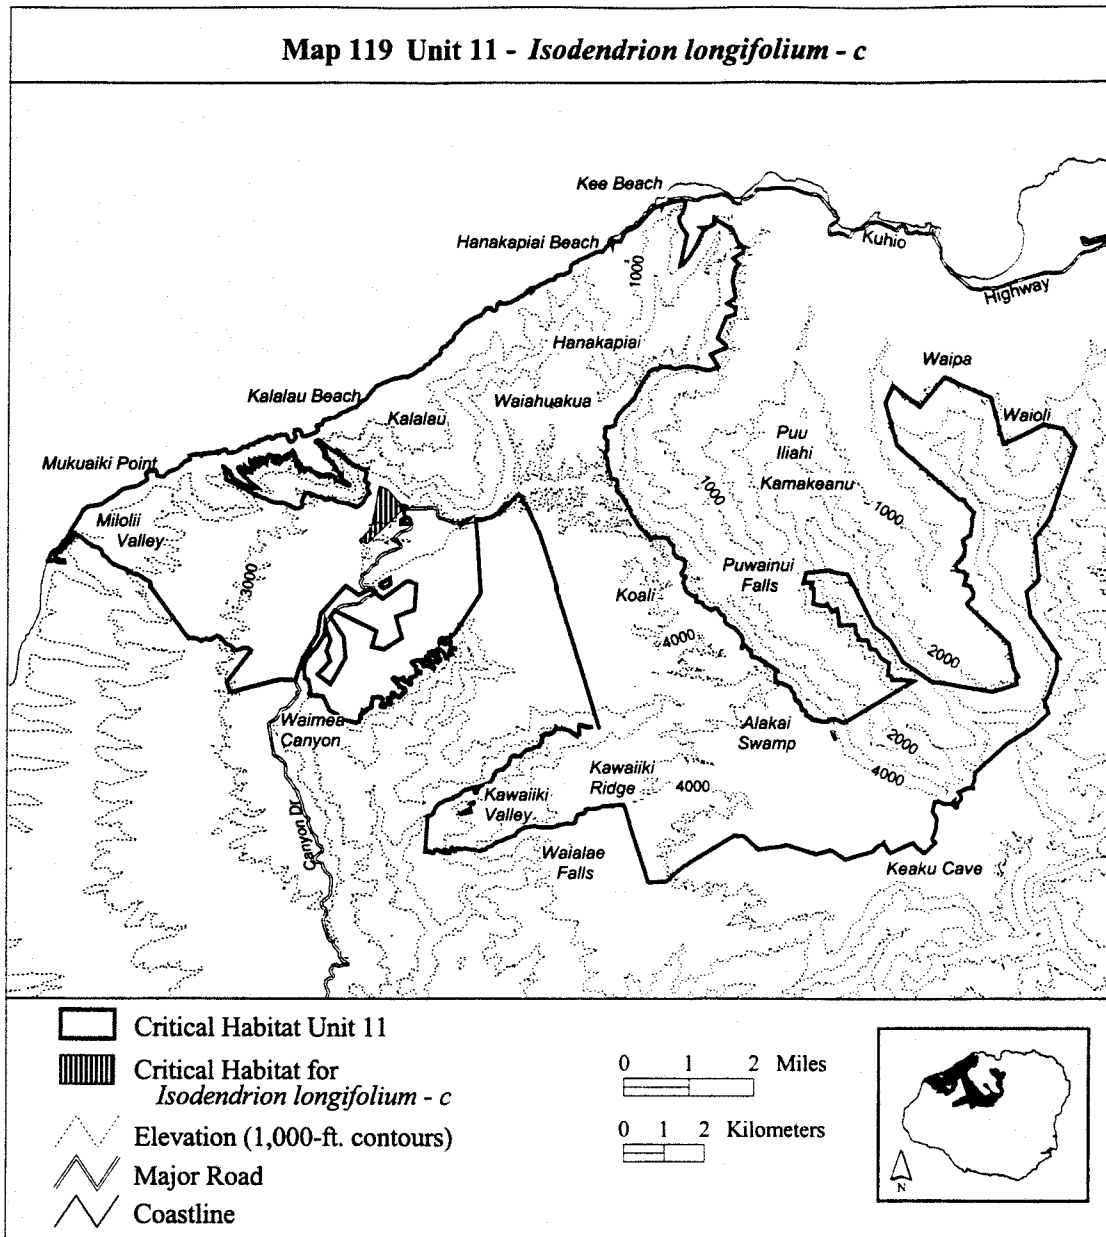 Map 119 Unit 11 - Isodendrion longifolium - c
Kee Beach
Hanakapiai Beach
Kuhio
Highway
1000
Hanakapiai
Waipa
Kalalau Beach
Waiahuakua
Kalalau
Waioli
Puu
Iliahi
Mukuaiki Point
Kamakeanu
1000
1000
Milolii
Valley
3000
Puwainui
Falls
Koali
4000
2000
Waimea
Canyon
Alakai
Swamp
2000
4000
Kawaiiki
Ridge
4000
Kawaiiki
Valley
Canyon Dr
Waialae
Falls
Keaku Cave
Critical Habitat Unit 11
Critical Habitat for
Isodendrion longifolium - c
Elevation (1,000-ft. contours)
Major Road
Coastline
0 1 2 Miles
0 1 2 Kilometers
N